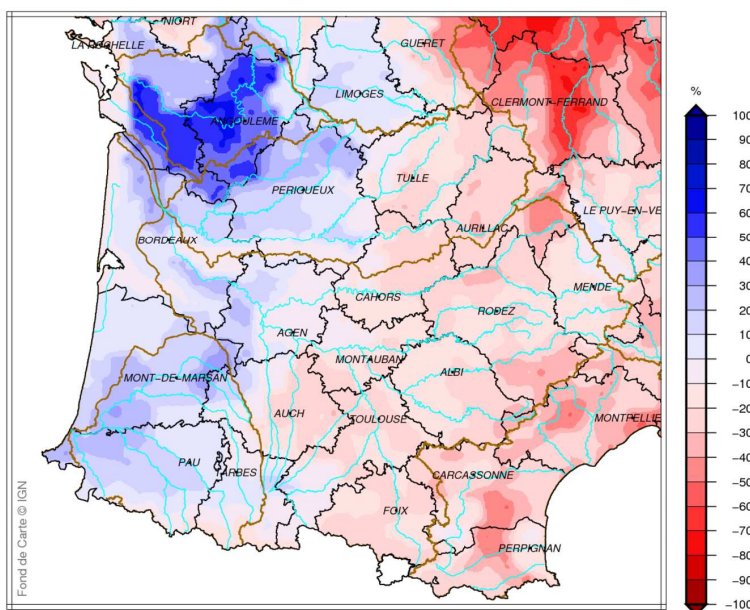 NIORT
LA ROCHELLE
GUERET
LIMOGES
CLERMONT-FERRAND
ANGOULEME
TULLE
PERIGUEUX
LE PUY-EN-VE
AURILLAC
BORDEAUX
MENDE
CAHORS
RODEZ
AGEN
MONTAUBAN
ALBI
MONT-DE-MARSAN
AUCH
TOULOUSE
MONTPELLIE
PAU
TARBES
CARCASSONNE
FOIX
PERPIGNAN
Fond de Carte © IGN
%
100
90
80
70
60
50
40
30
20
10
0
-10
-20
-30
-40
-50
-60
-70
-80
-90
-100